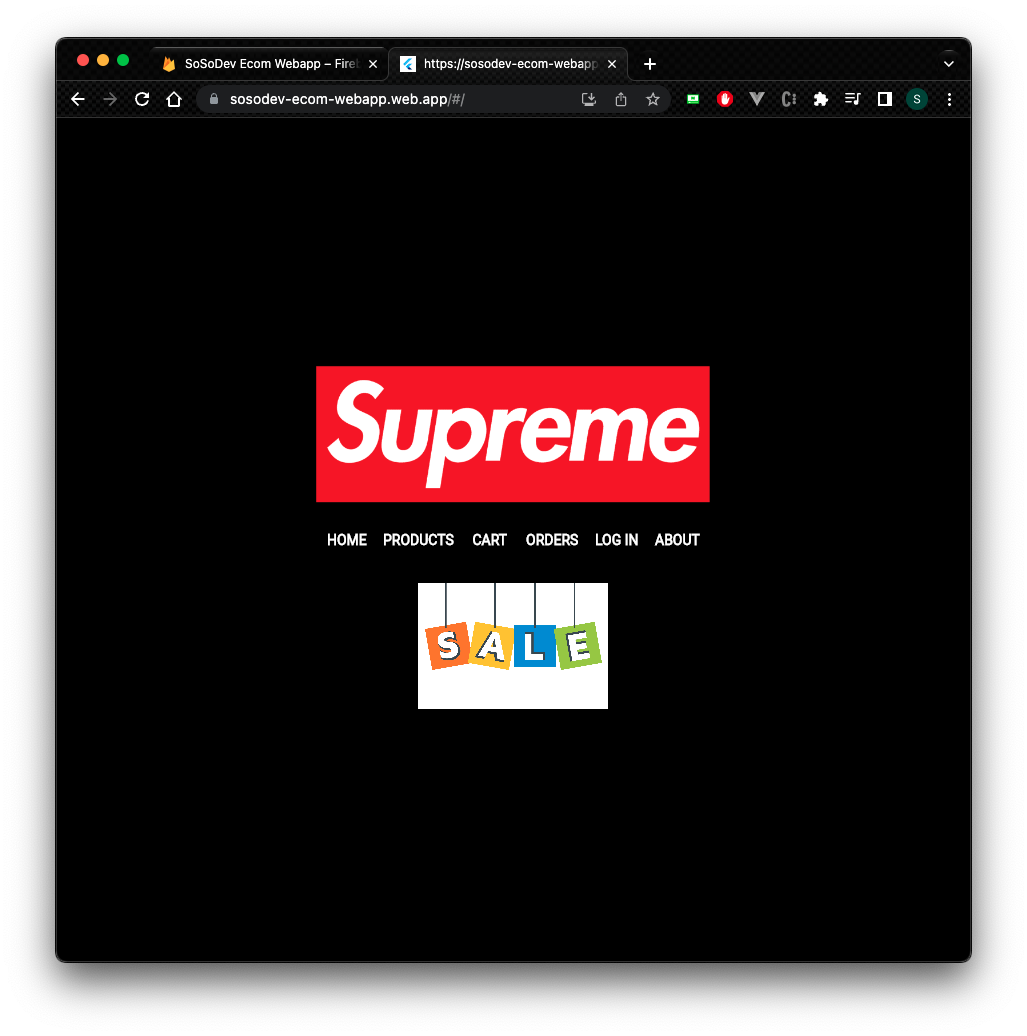 SoSoDev Ecom Webapp – Fireb
https://sosodev-ecom-webapp
sosodev-ecom-webapp.web.app/#/
S
Supreme
HOME PRODUCTS CART ORDERS LOG IN ABOUT
SALE